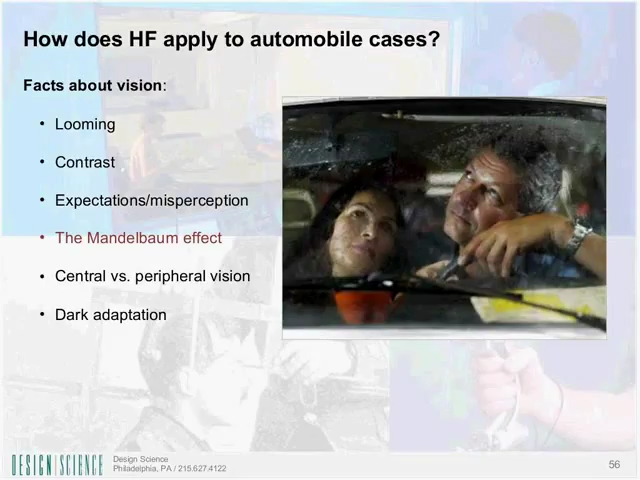 How does HF apply to automobile cases?
Facts about vision:
• Looming
• Contrast
• Expectations/misperception
• The Mandelbaum effect
• Central vs. peripheral vision
• Dark adaptation
DESIGN SCIENCE
Design Science
Philadelphia, PA / 215.627.4122
56